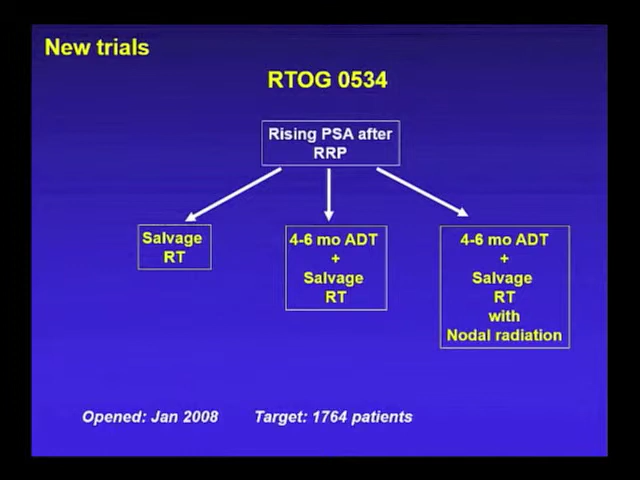 New trials
RTOG 0534
Rising PSA after
RRP
Salvage
RT
4-6 mo ADT
+
Salvage
RT
4-6 mo ADT
+
Salvage
RT
with
Nodal radiation
Opened: Jan 2008 Target: 1764 patients